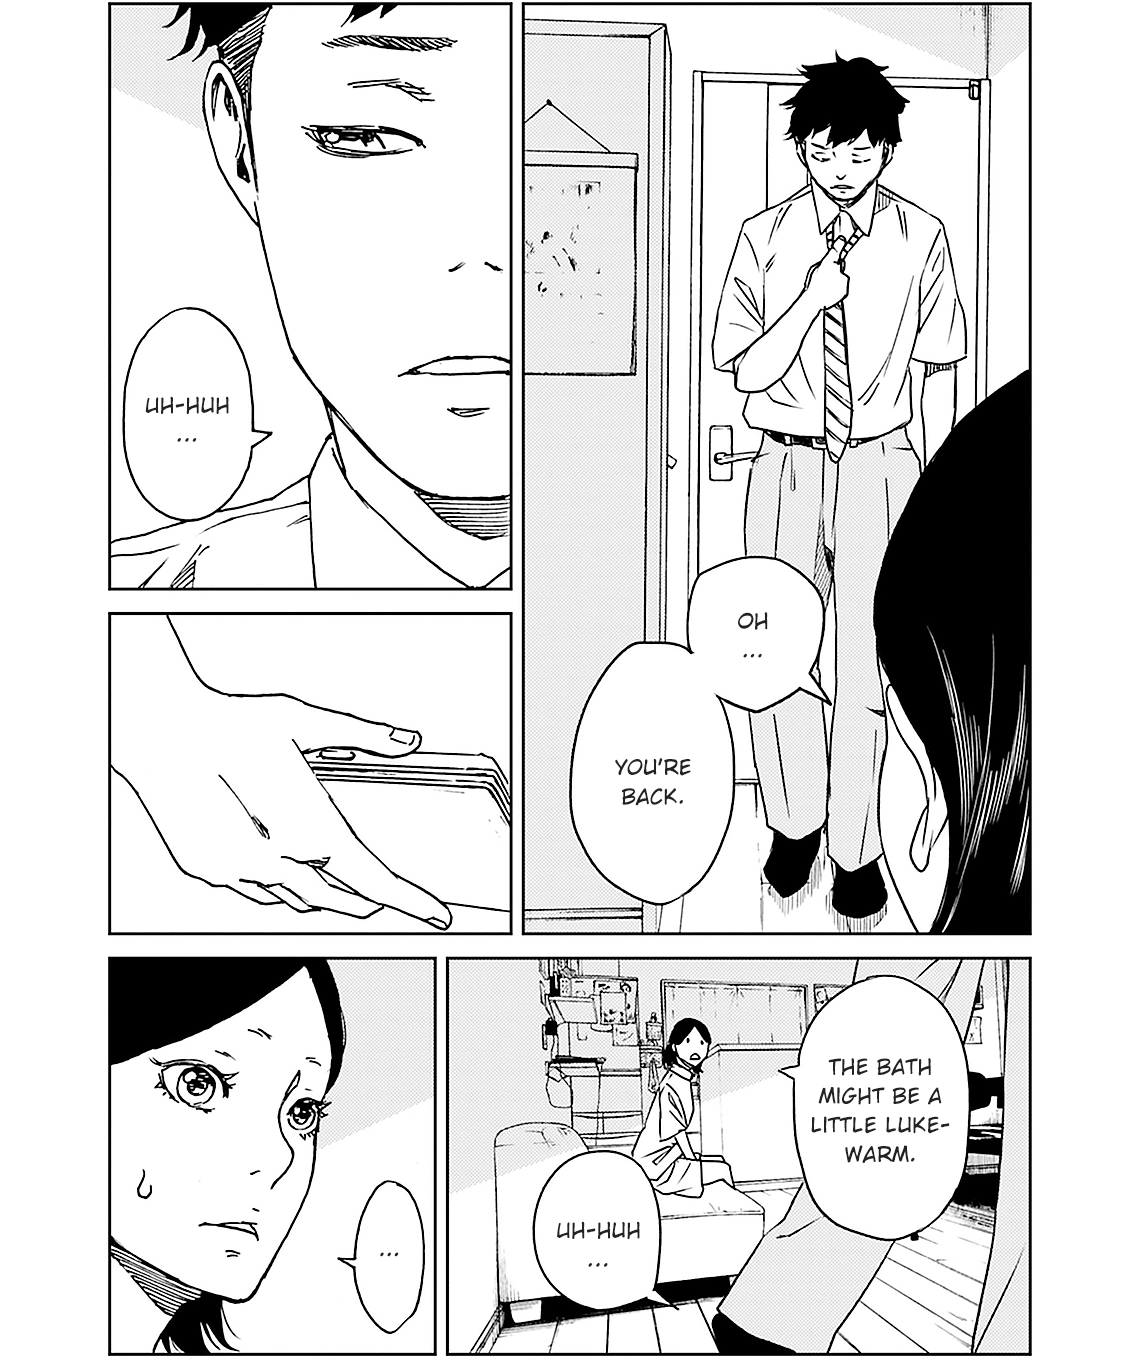 OH
...
YOU'RE
BACK.
UH-HUH
...
THE BATH
MIGHT BE A
LITTLE LUKE-
WARM.
UH-HUH
...
...